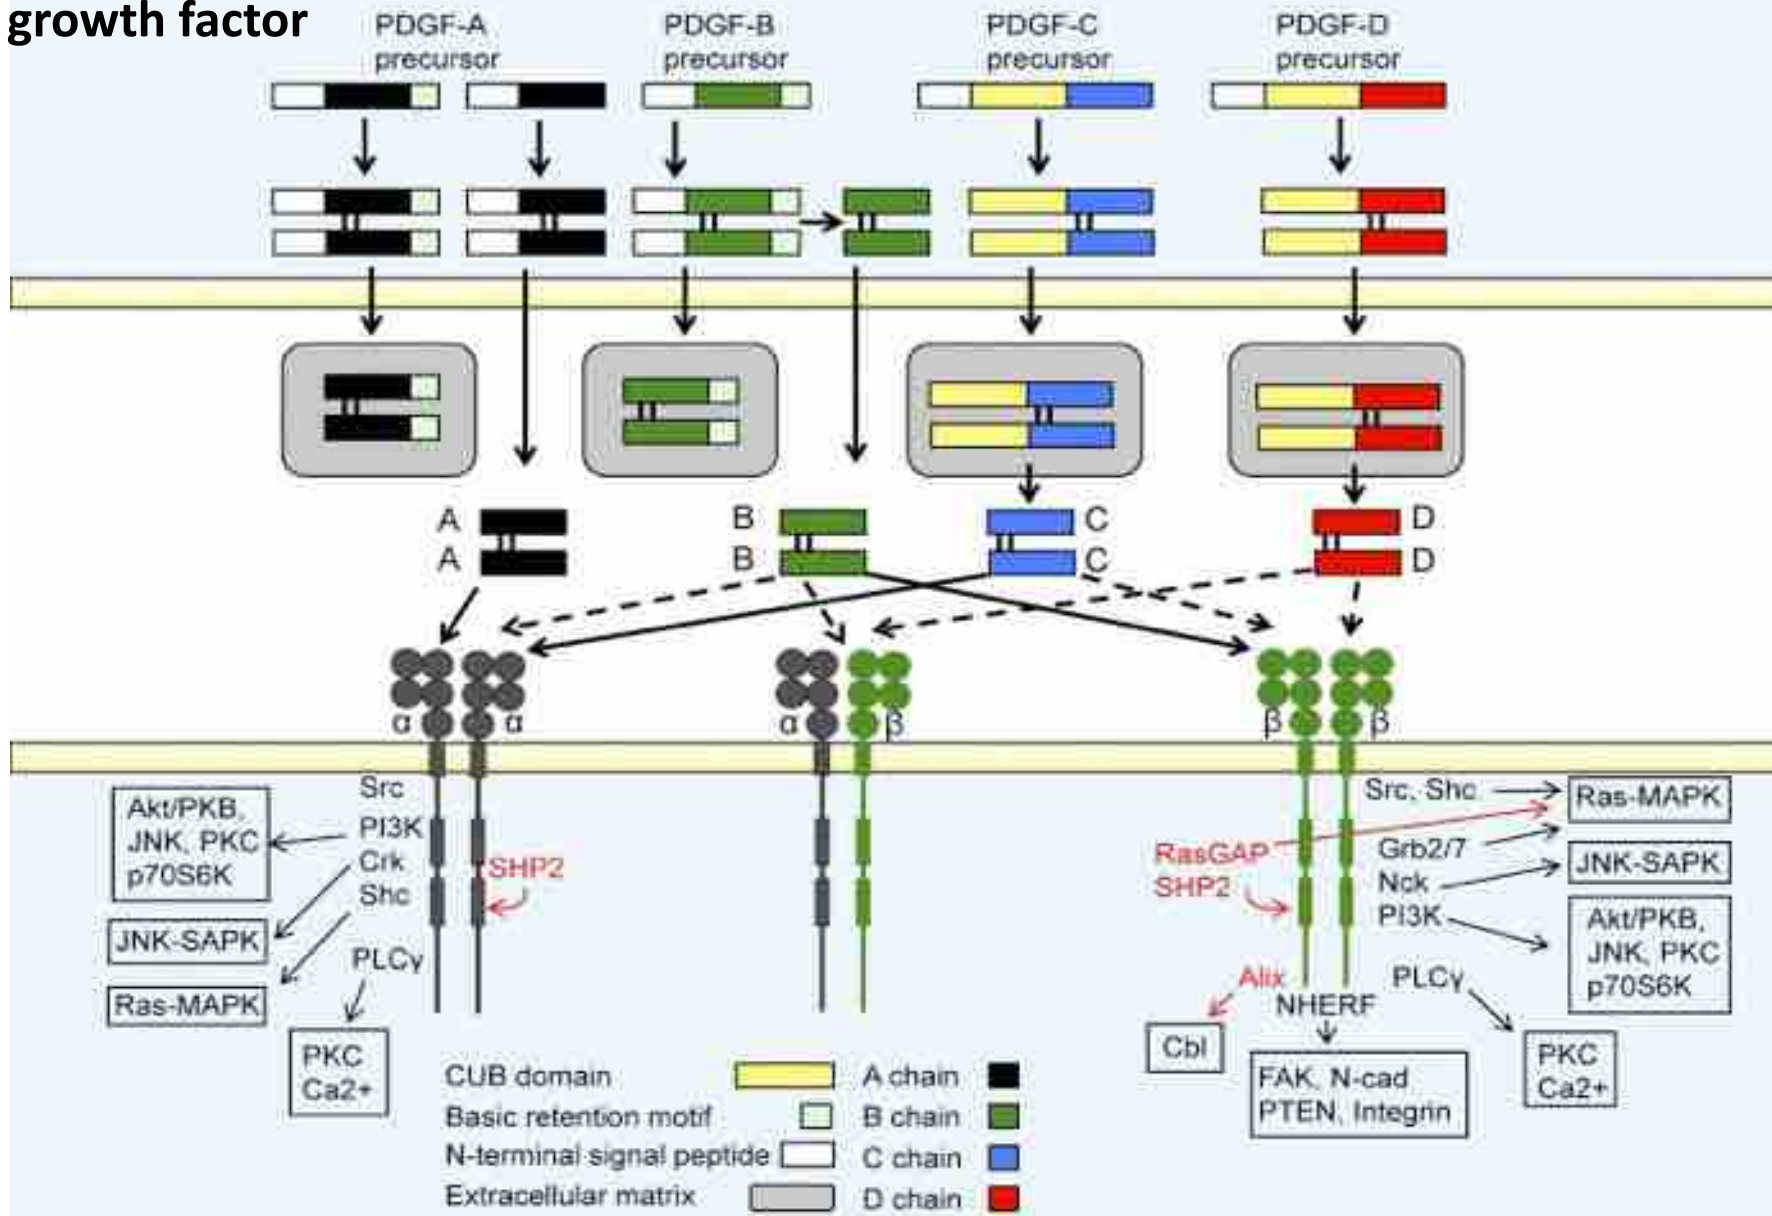 growth factor
PDGF-A
precursor
PDGF-B
precursor
PDGF-C
precursor
PDGF-D
precursor
A
A
B
B
C
C
D
D
α
α
α
β
β
β
Src
PI3K
Crk
Shc
PLCγ
SHP2
Akt/PKB,
JNK, PKC
p70S6K
JNK-SAPK
Ras-MAPK
PKC
Ca2+
Src, Shc
RasGAP
SHP2
Grb2/7
Nck
PI3K
Alix
NHERF
PLCγ
Ras-MAPK
JNK-SAPK
Akt/PKB,
JNK, PKC
p70S6K
Cbl
FAK, N-cad
PTEN, Integrin
PKC
Ca2+
CUB domain
Basic retention motif
N-terminal signal peptide
Extracellular matrix
A chain
B chain
C chain
D chain